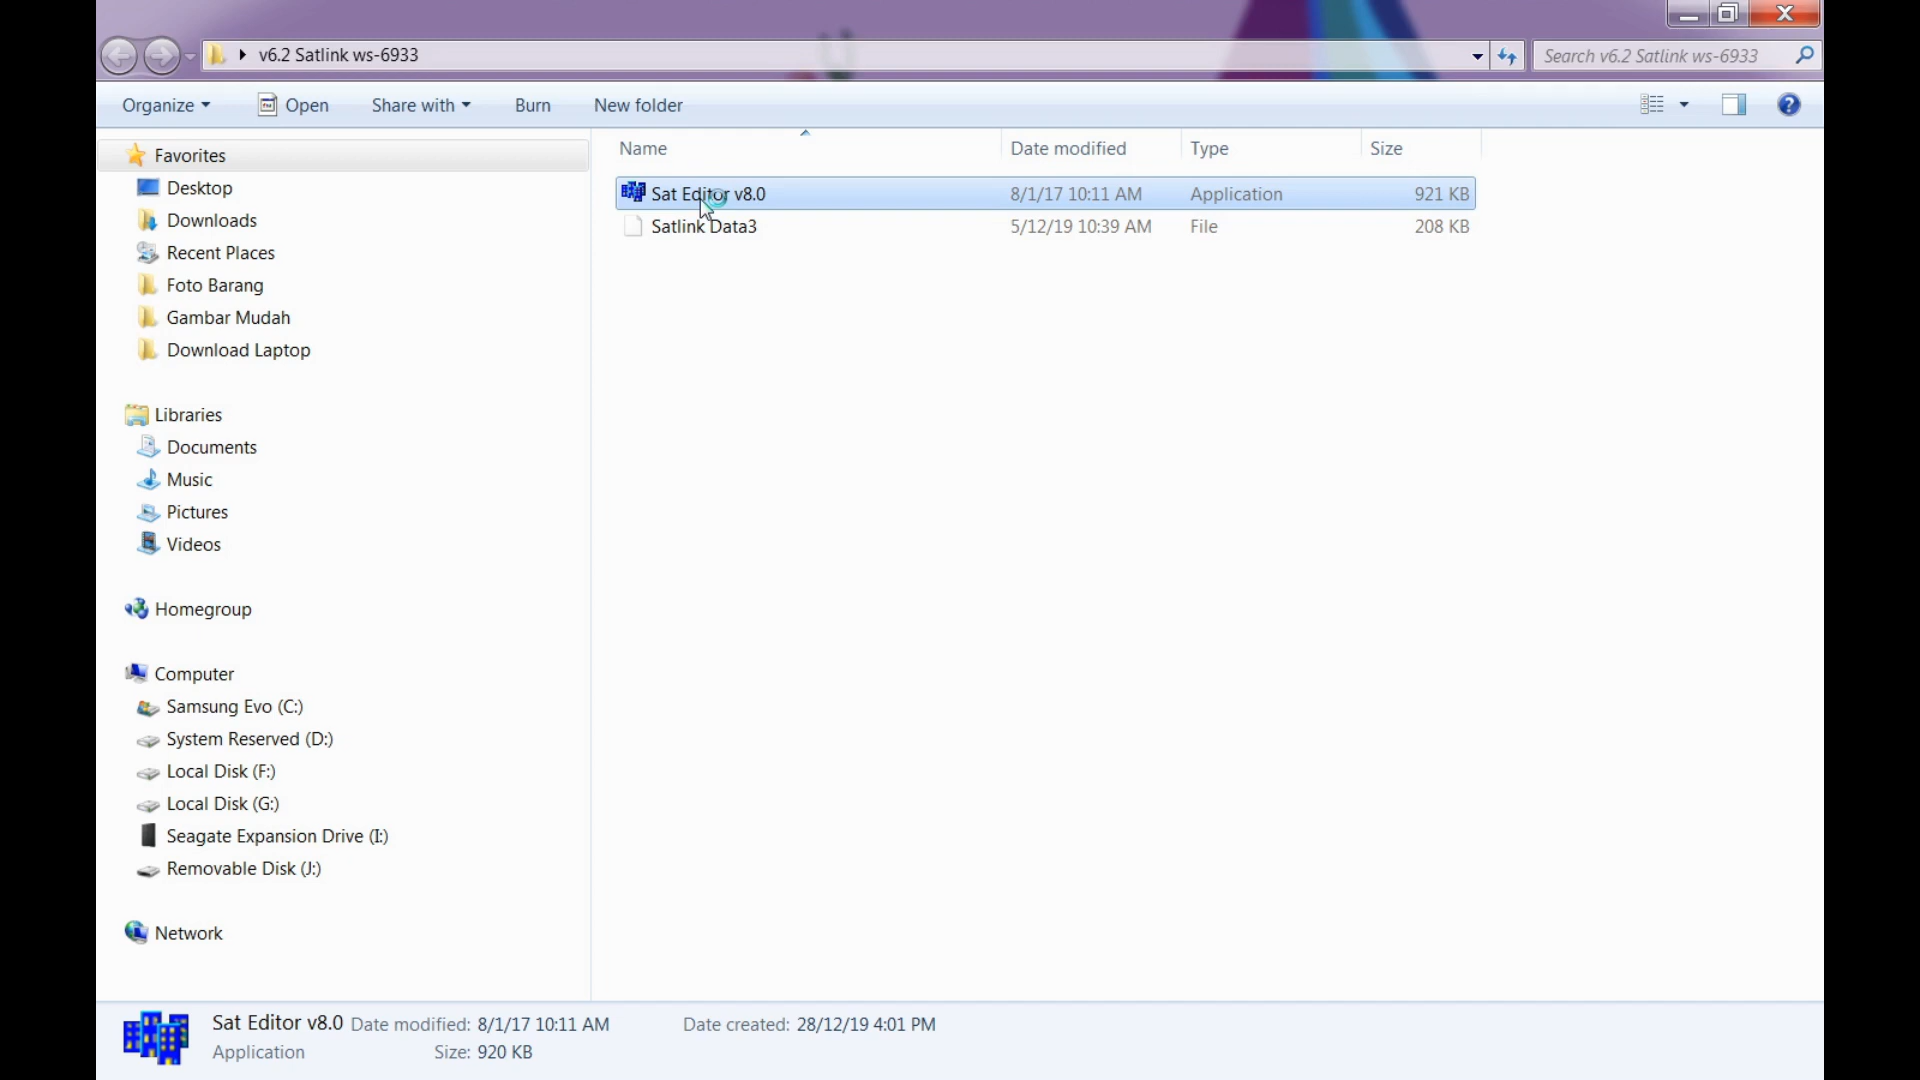 v6.2 Satlink ws-6933
Search v6.2 Satlink ws-6933
Organize Open Share with Burn New folder
Name Date modified Type Size
Sat Editor v8.0 8/1/17 10:11 AM Application 921 KB
Satlink Data3 5/12/19 10:39 AM File 208 KB
Favorites
Desktop
Downloads
Recent Places
Foto Barang
Gambar Mudah
Download Laptop
Libraries
Documents
Music
Pictures
Videos
Homegroup
Computer
Samsung Evo (C:)
System Reserved (D:)
Local Disk (F:)
Local Disk (G:)
Seagate Expansion Drive (I:)
Removable Disk (J:)
Network
Sat Editor v8.0 Date modified: 8/1/17 10:11 AM Date created: 28/12/19 4:01 PM
Application Size: 920 KB